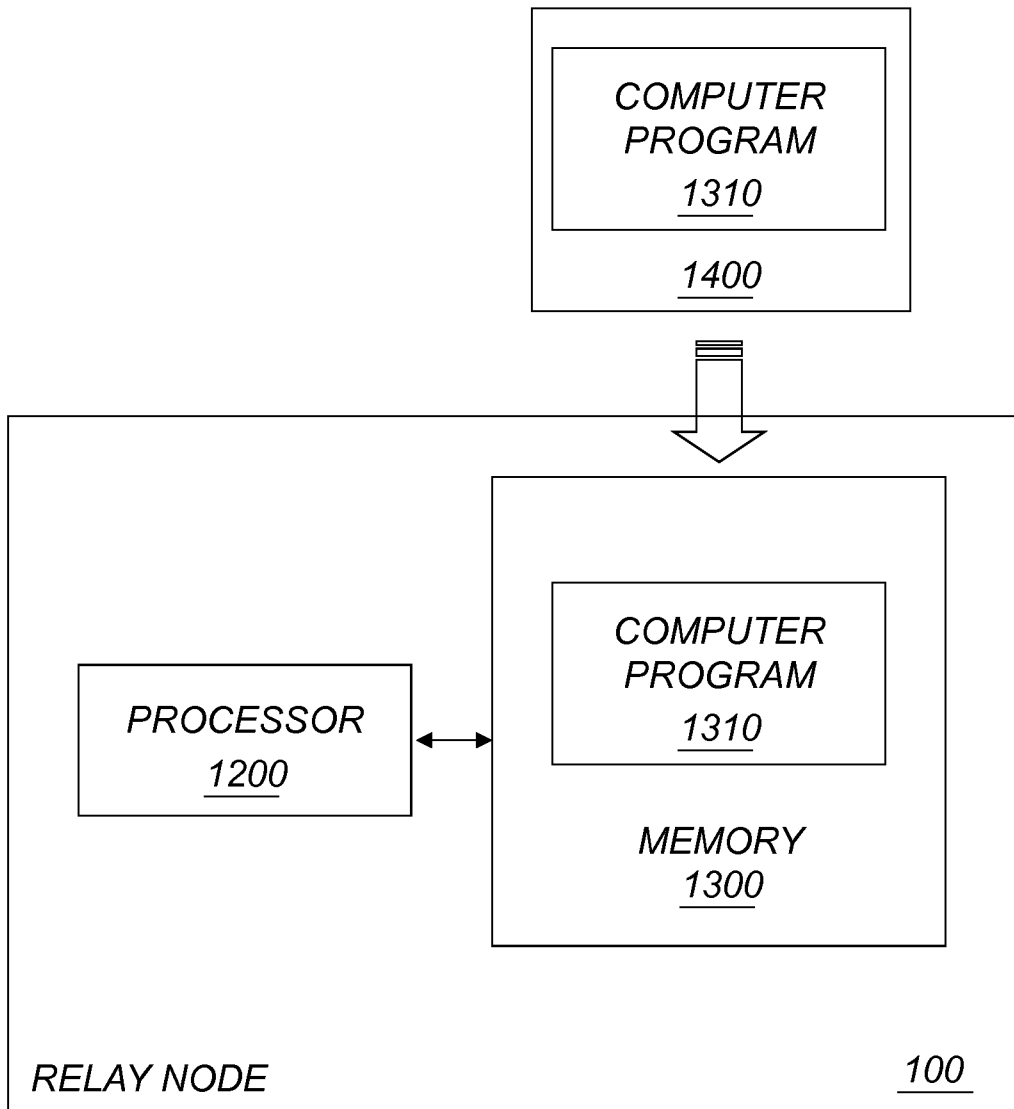 COMPUTER
PROGRAM
1310
1400
COMPUTER
PROGRAM
1310
PROCESSOR
1200
MEMORY
1300
RELAY NODE
100